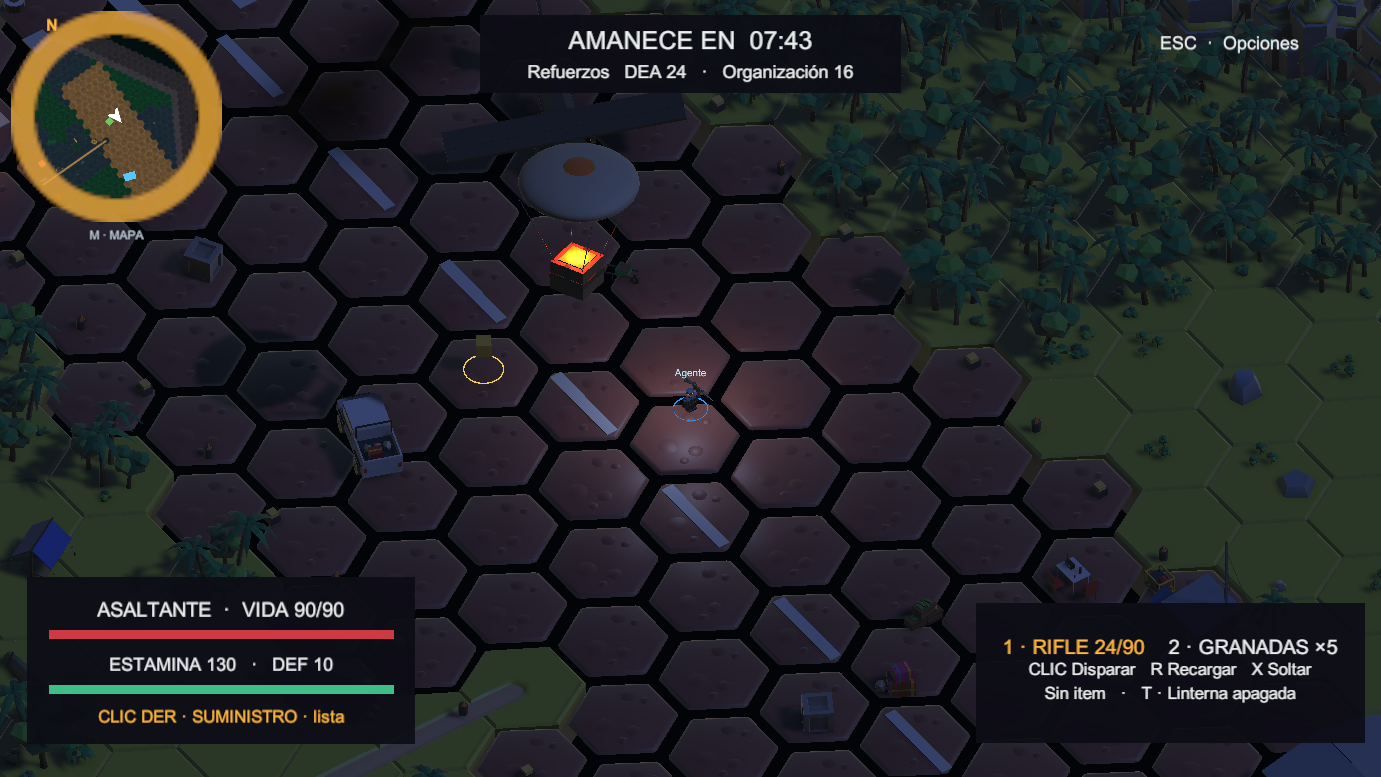 N
AMANECE EN 07:43
Refuerzos DEA 24 · Organización 16
ESC · Opciones
M · MAPA
Agente
ASALTANTE · VIDA 90/90
ESTAMINA 130 · DEF 10
CLIC DER · SUMINISTRO · lista
1 · RIFLE 24/90 2 · GRANADAS ×5
CLIC Disparar R Recargar X Soltar
Sin item · T · Linterna apagada